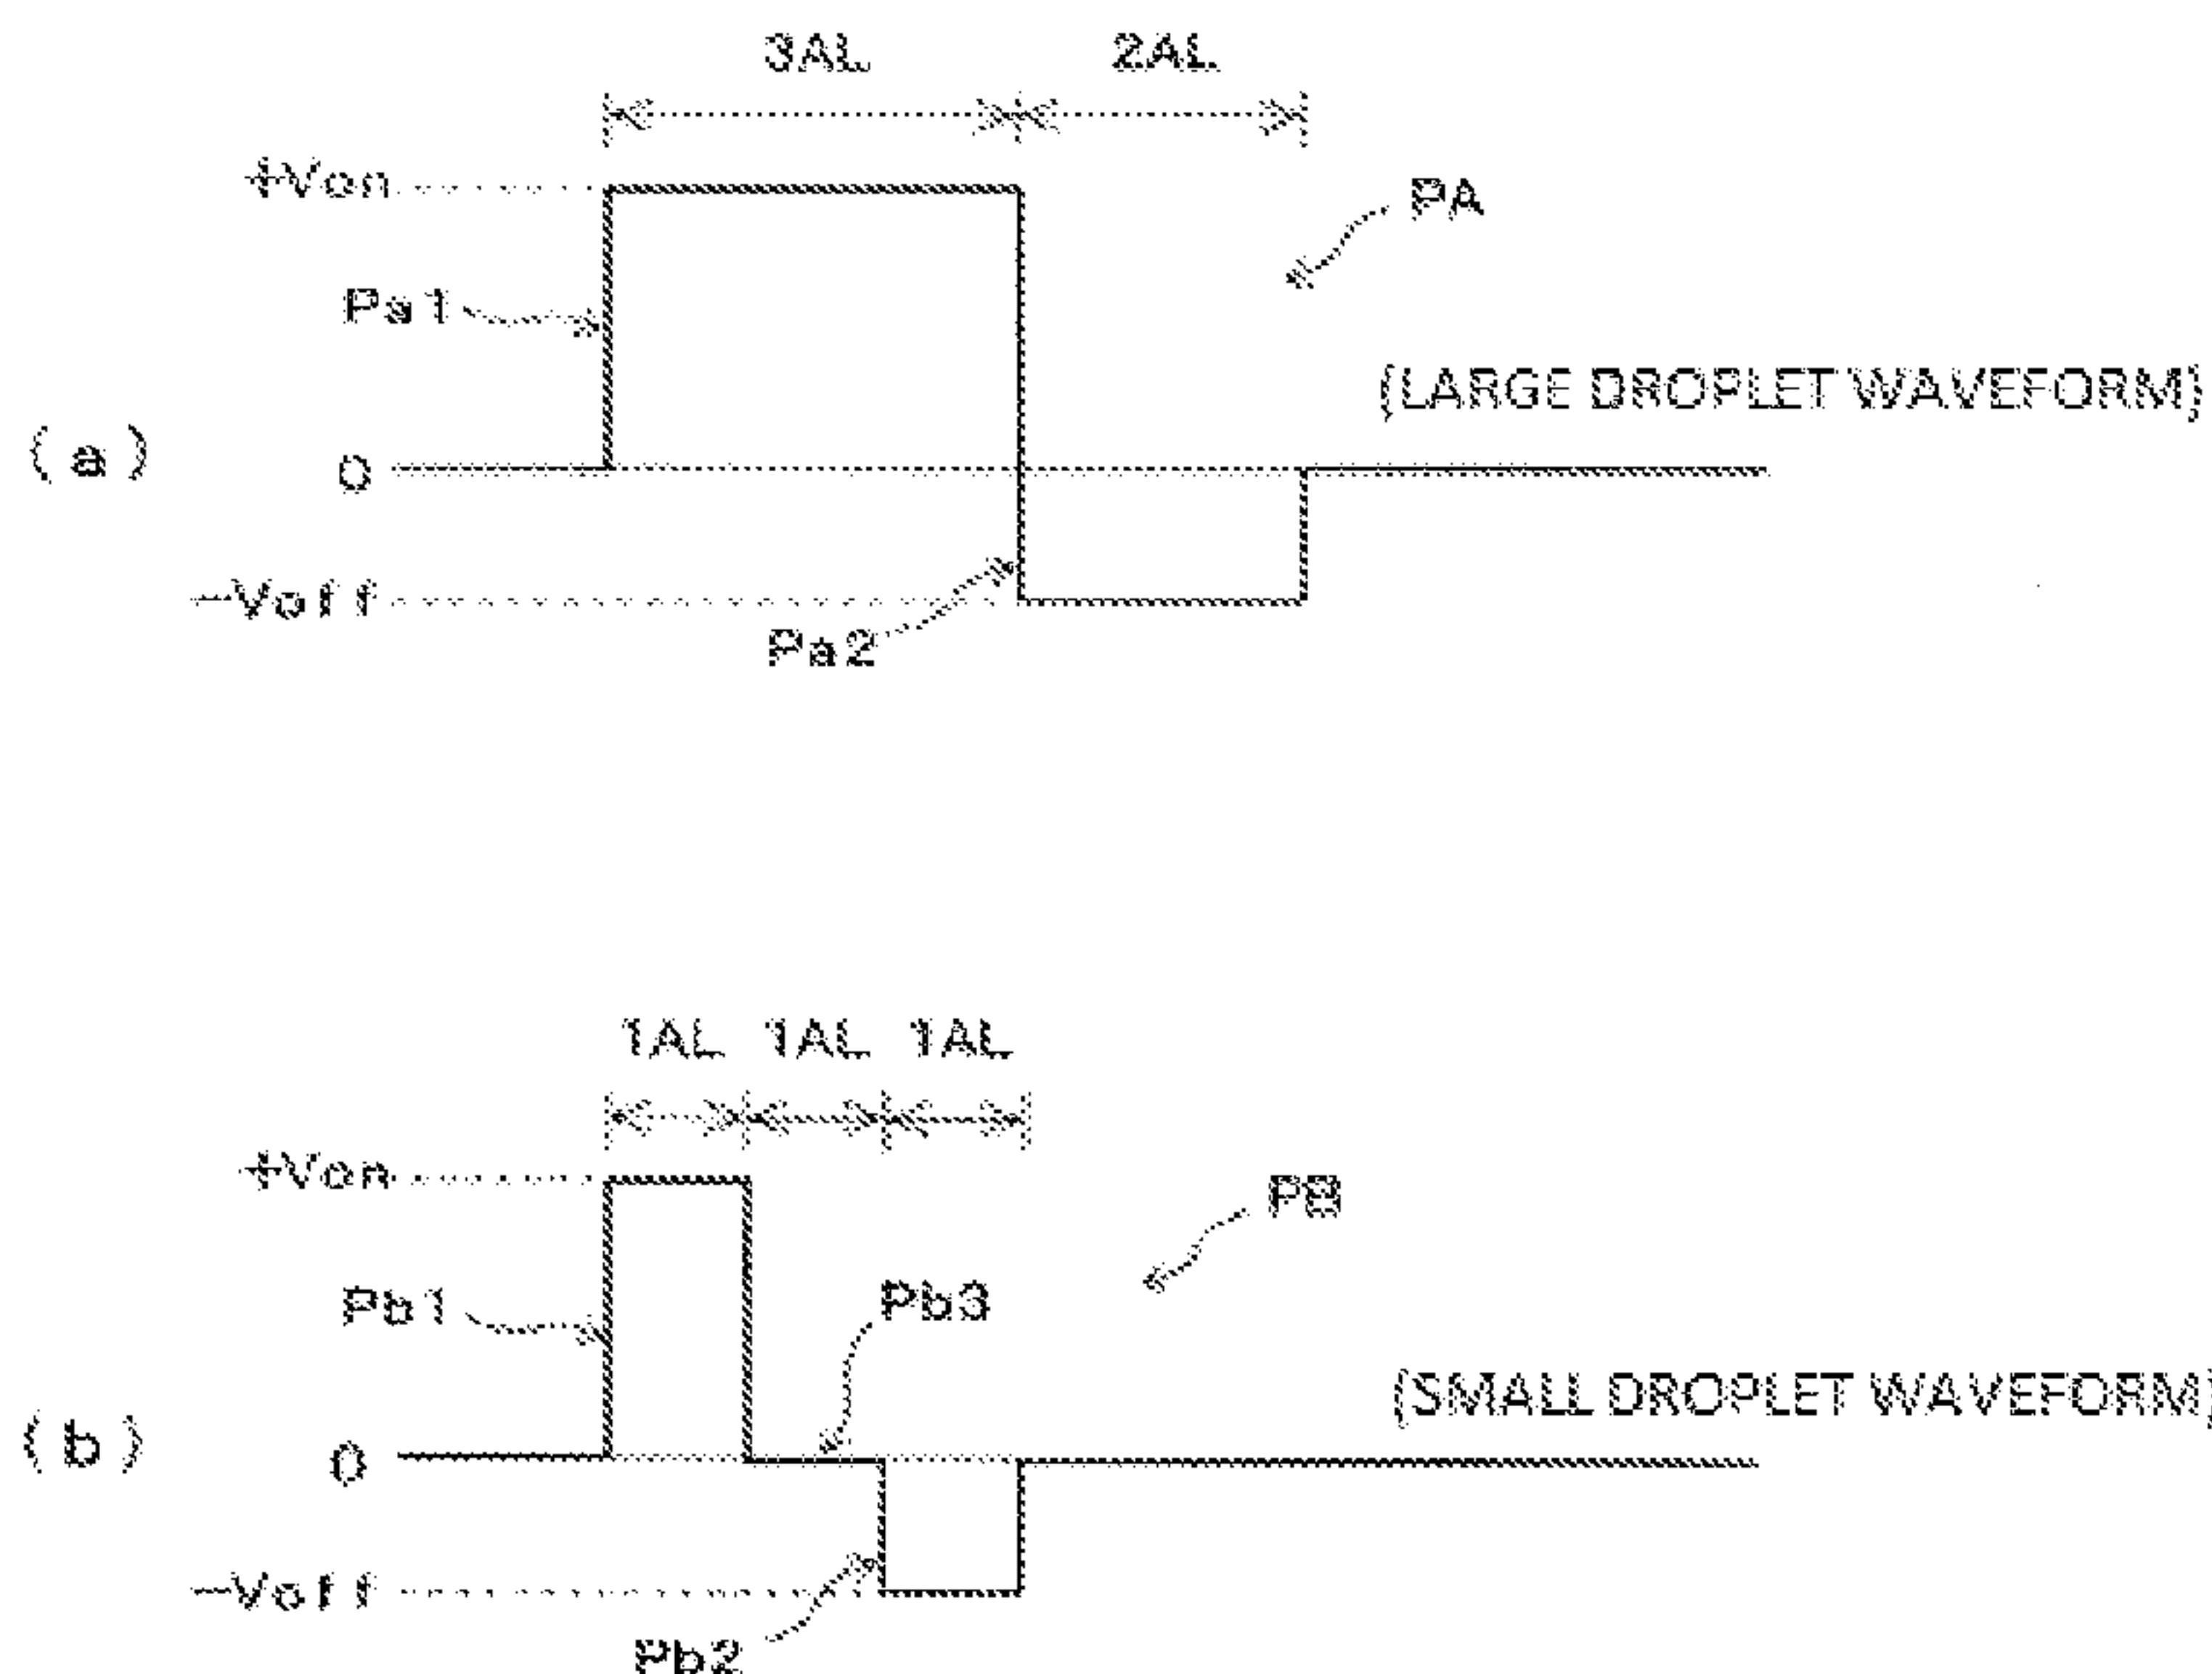 3AL 2AL
+Von
PA
Pa1
(LARGE DROPLET WAVEFORM)
(a)
0
-Voff
Pa2
1AL 1AL 1AL
+Von
PB
Pb1
Pb3
(SMALL DROPLET WAVEFORM)
(b)
0
-Voff
Pb2